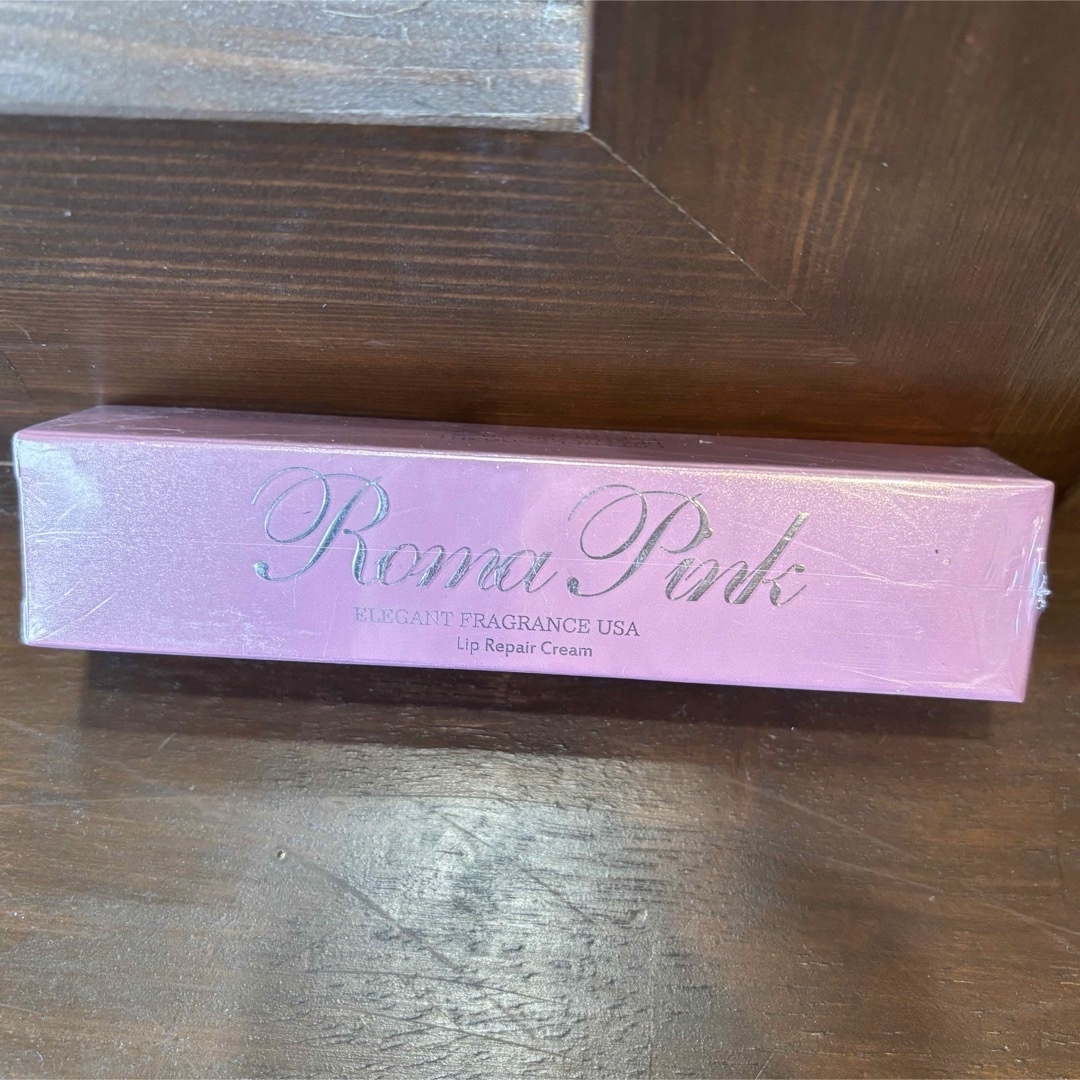 Roma Pink
ELEGANT FRAGRANCE USA
Lip Repair Cream